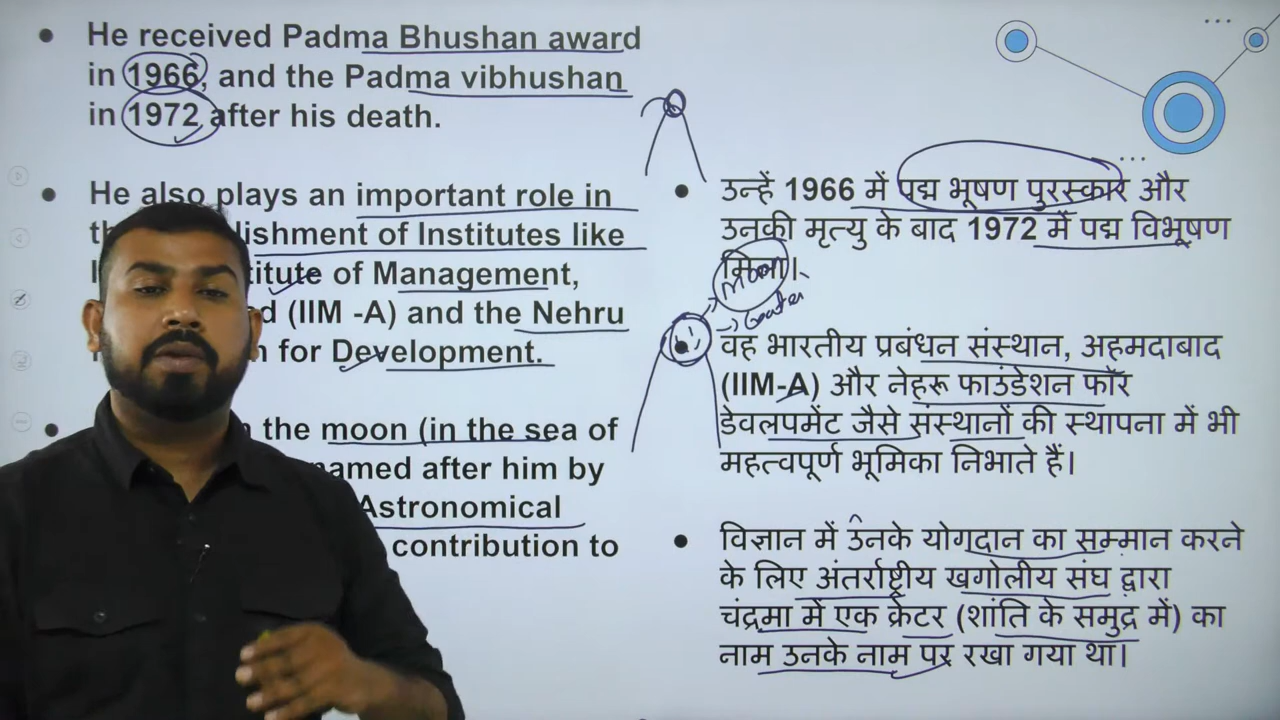 He received Padma Bhushan award
in 1966, and the Padma vibhushan
in 1972 after his death.
He also plays an important role in
lishment of Institutes like
titute of Management,
d (IIM -A) and the Nehru
n for Development.
the moon (in the sea of
named after him by
Astronomical
contribution to
उन्हें 1966 में पद्म भूषण पुरस्कार और
उनकी मृत्यु के बाद 1972 में पद्म विभूषण
मिला।
Moon
वह भारतीय प्रबंधन संस्थान, अहमदाबाद
(IIM-A) और नेहरू फाउंडेशन फॉर
डेवलपमेंट जैसे संस्थानों की स्थापना में भी
महत्वपूर्ण भूमिका निभाते हैं।
विज्ञान में उनके योगदान का सम्मान करने
के लिए अंतर्राष्ट्रीय खगोलीय संघ द्वारा
चंद्रमा में एक क्रेटर (शांति के समुद्र में) का
नाम उनके नाम पर रखा गया था।